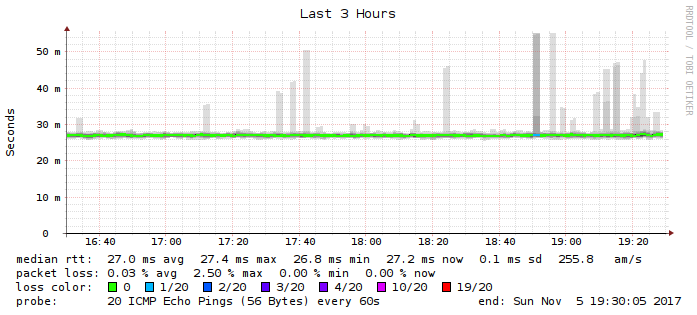 Last 3 Hours
RRDTOOL / TOBI OETIKER
Seconds
50 m
40 m
30 m
20 m
10 m
0
16:40 17:00 17:20 17:40 18:00 18:20 18:40 19:00 19:20
median rtt: 27.0 ms avg 27.4 ms max 26.8 ms min 27.2 ms now 0.1 ms sd 255.8 am/s
packet loss: 0.03 % avg 2.50 % max 0.00 % min 0.00 % now
loss color: 0 1/20 2/20 3/20 4/20 10/20 19/20
probe: 20 ICMP Echo Pings (56 Bytes) every 60s end: Sun Nov 5 19:30:05 2017